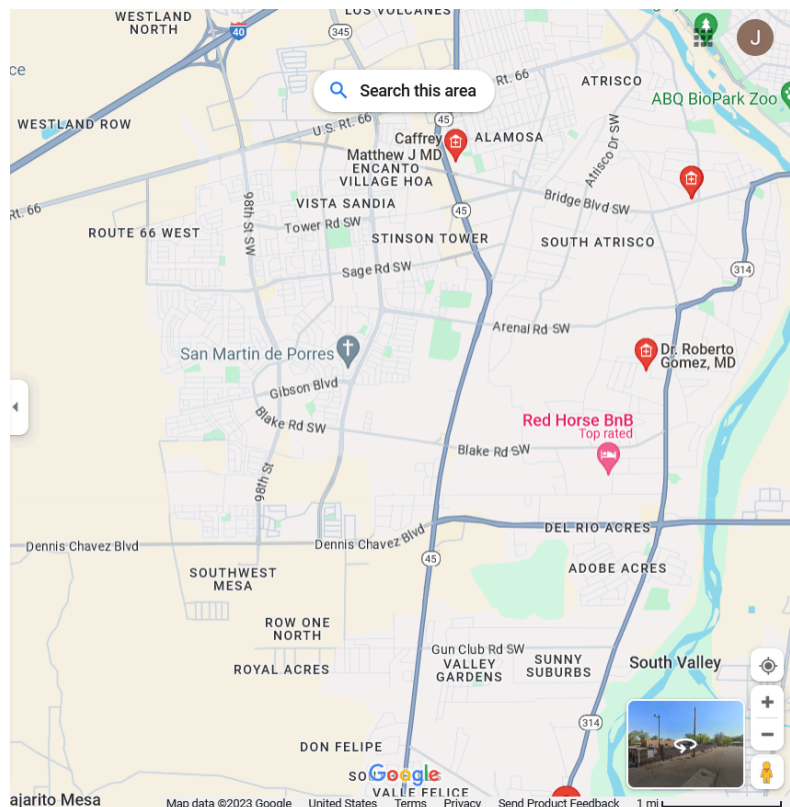 WESTLAND
NORTH
LOS VOLCANES
40
345
J
ce
Rt. 66
ATRISCO
Search this area
ABQ BioPark Zoo
WESTLAND ROW
U.S. Rt. 66
45
ALAMOSA
Atrisco Dr SW
Caffrey
Matthew J MD
ENCANTO
VILLAGE HOA
Rt. 66
98th St SW
VISTA SANDIA
45
Bridge Blvd SW
ROUTE 66 WEST
Tower Rd SW
STINSON TOWER
SOUTH ATRISCO
Sage Rd SW
314
Arenal Rd SW
San Martin de Porres
Dr. Roberto
Gomez, MD
Gibson Blvd
Blake Rd SW
Red Horse BnB
Top rated
Blake Rd SW
98th St
DEL RIO ACRES
Dennis Chavez Blvd
Dennis Chavez Blvd
45
ADOBE ACRES
SOUTHWEST
MESA
ROW ONE
NORTH
Gun Club Rd SW
ROYAL ACRES
VALLEY
GARDENS
SUNNY
SUBURBS
South Valley
314
DON FELIPE
Google
VALLE FELICE
ajarito Mesa
Map data ©2023 Google United States Terms Privacy Send Product Feedback 1 mi